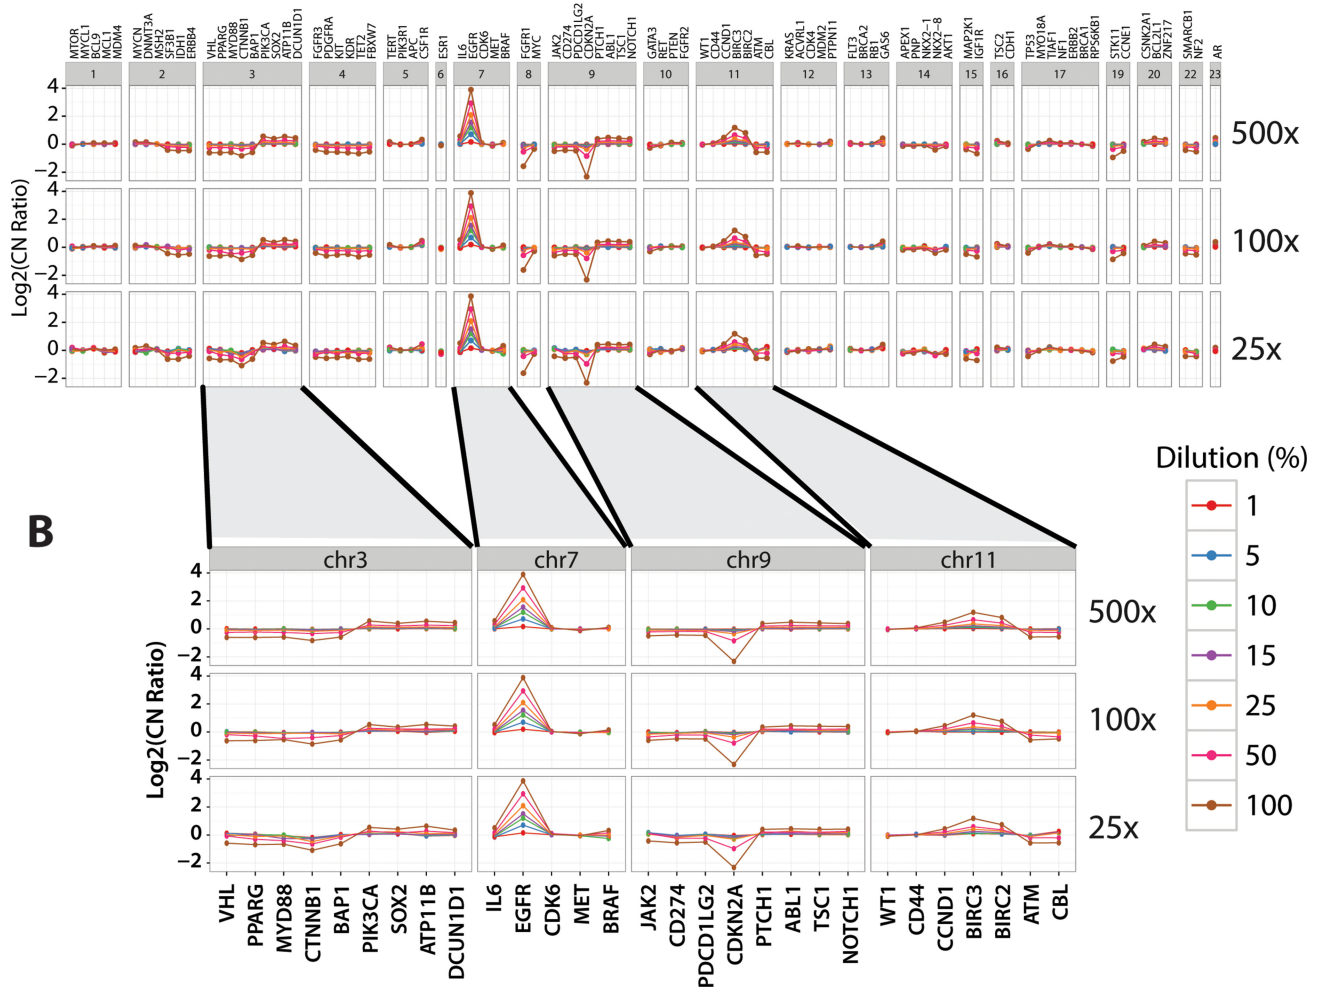 MTOR MYCL1 BCL9 MCL1 MDM4 MYCN DNMT3A MSH2 SF3B1 IDH1 ERBB4 VHL PPARG MYD88 CTNNB1 BAP1 PIK3CA SOX2 ATP11B DCUN1D1 FGFR3 PDGFRA KIT KDR TET2 FBXW7 TERT PIK3R1 APC CSF1R ESR1 IL6 EGFR CDK6 MET BRAF FGFR1 MYC JAK2 CD274 PDCD1LG2 CDKN2A PTCH1 ABL1 TSC1 NOTCH1 GATA3 RET PTEN FGFR2 WT1 CD44 CCND1 BIRC3 BIRC2 ATM CBL KRAS ACVRL1 CDK4 MDM2 PTPN11 FLT3 BRCA2 RB1 GAS6 APEX1 PNP NKX2−1 NKX2−8 AKT1 MAP2K1 IGF1R TSC2 CDH1 TP53 MYO18A TIAF1 NF1 ERBB2 BRCA1 RPS6KB1 STK11 CCNE1 CSNK2A1 BCL2L1 ZNF217 SMARCB1 NF2 AR
1 2 3 4 5 6 7 8 9 10 11 12 13 14 15 16 17 19 20 22 23
4
2
0
−2
500x
4
2
0
−2
100x
4
2
0
−2
25x
Log2(CN Ratio)
B
chr3 chr7 chr9 chr11
4
2
0
−2
500x
4
2
0
−2
100x
4
2
0
−2
25x
Log2(CN Ratio)
VHL PPARG MYD88 CTNNB1 BAP1 PIK3CA SOX2 ATP11B DCUN1D1 IL6 EGFR CDK6 MET BRAF JAK2 CD274 PDCD1LG2 CDKN2A PTCH1 ABL1 TSC1 NOTCH1 WT1 CD44 CCND1 BIRC3 BIRC2 ATM CBL
Dilution (%)
1
5
10
15
25
50
100